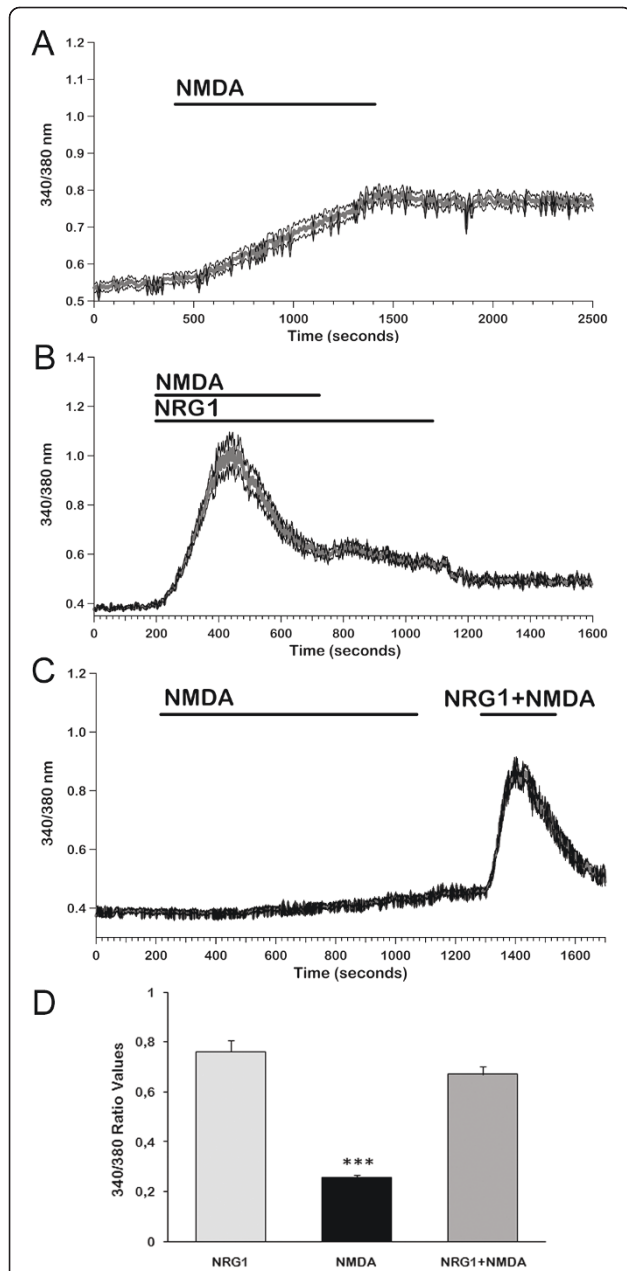 A
NMDA
1.2
1.1
1.0
0.9
0.8
0.7
0.6
0.5
340/380 nm
0 500 1000 1500 2000 2500
Time (seconds)
B
NMDA
NRG1
1.4
1.2
1.0
0.8
0.6
0.4
340/380 nm
0 200 400 600 800 1000 1200 1400 1600
Time (seconds)
C
NMDA NRG1+NMDA
1.2
1.0
0.8
0.6
0.4
340/380 nm
0 200 400 600 800 1000 1200 1400 1600
Time (seconds)
D
1
0,8
0,6
0,4
0,2
0
340/380 Ratio Values
***
NRG1 NMDA NRG1+NMDA